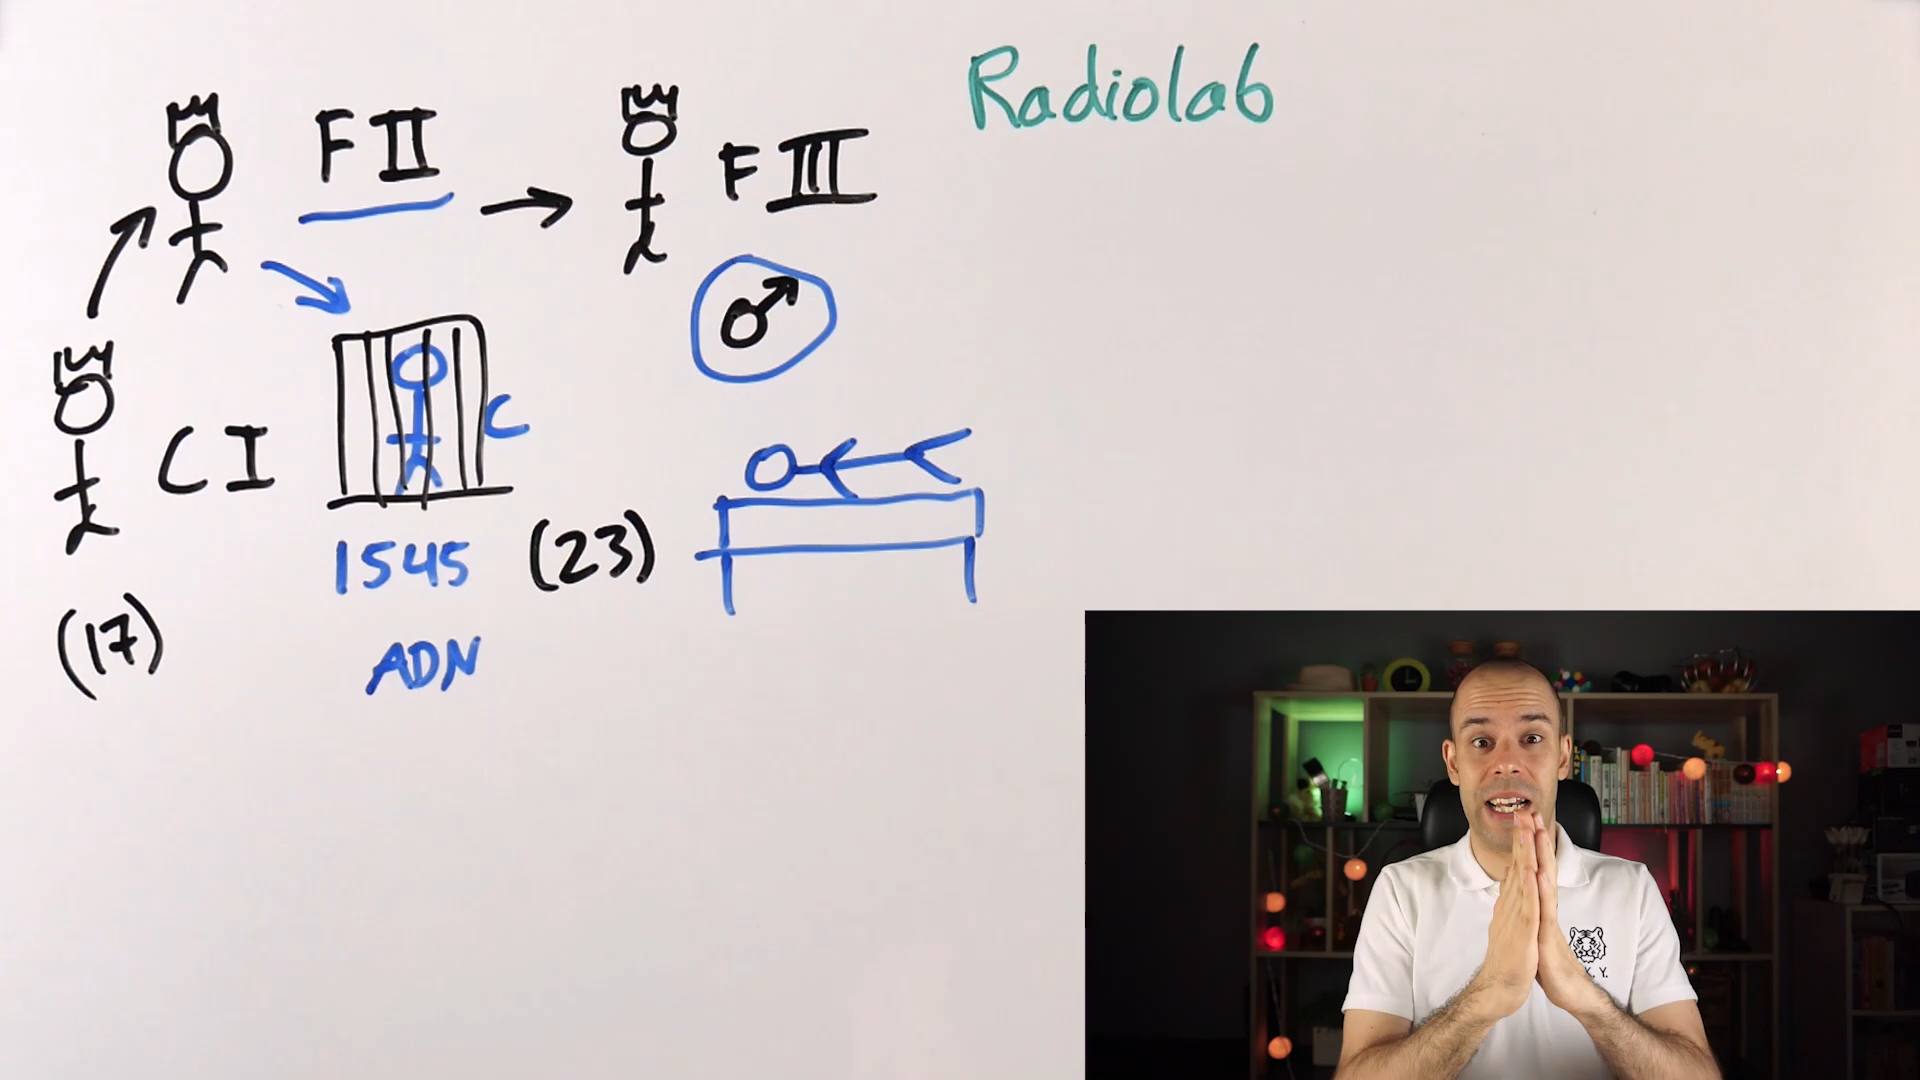 Radiolab
F II
F III
C I
C
1545
(23)
(17)
ADN
K. Y.